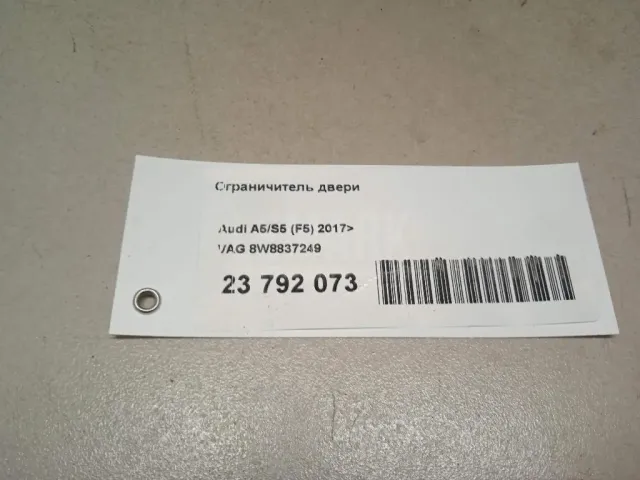 Ограничитель двери
Audi A5/S5 (F5) 2017>
VAG 8W8837249
23 792 073